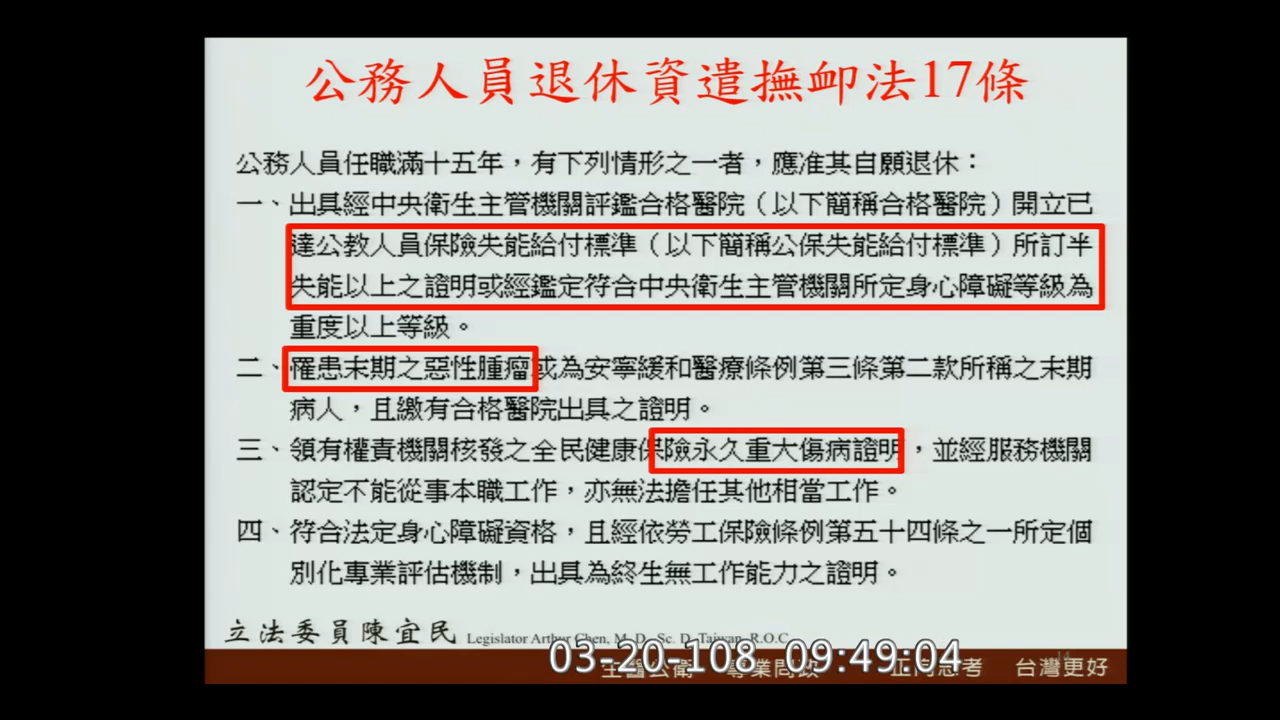 公務人員退休資遣撫卹法17條
公務人員任職滿十五年，有下列情形之一者，應准其自願退休：
一、出具經中央衛生主管機關評鑑合格醫院（以下簡稱合格醫院）開立已
達公教人員保險失能給付標準（以下簡稱公保失能給付標準）所訂半
失能以上之證明或經鑑定符合中央衛生主管機關所定身心障礙等級為
重度以上等級。
二、罹患末期之惡性腫瘤或為安寧緩和醫療條例第三條第二款所稱之末期
病人，且繳有合格醫院出具之證明。
三、領有權責機關核發之全民健康保險永久重大傷病證明，並經服務機關
認定不能從事本職工作，亦無法擔任其他相當工作。
四、符合法定身心障礙資格，且經依勞工保險條例第五十四條之一所定個
別化專業評估機制，出具為終生無工作能力之證明。
立法委員陳宜民 Legislator Arthur Chen, M. D., Sc. D. Taiwan, R.O.C.
03-20-108 09:49:04
公衛 專業問政 正向思考 台灣更好